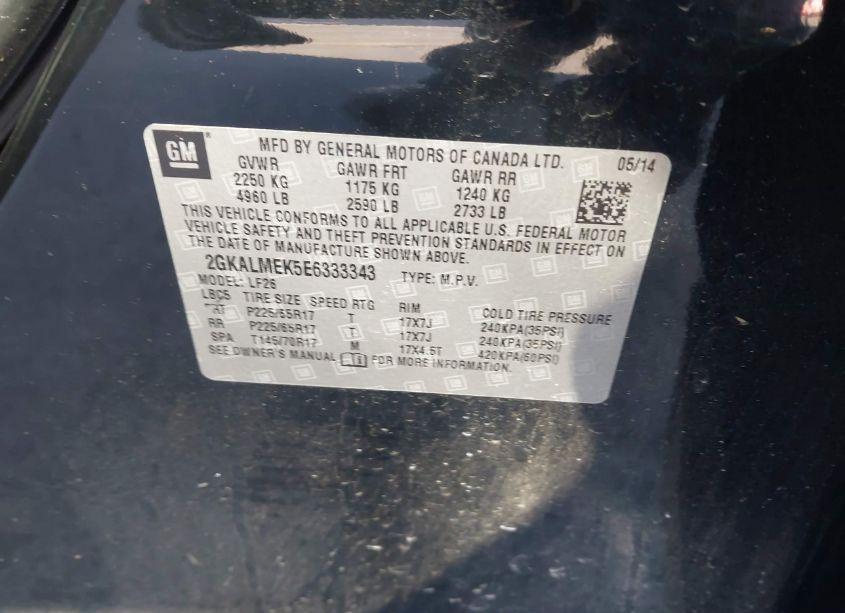 GM
MFD BY GENERAL MOTORS OF CANADA LTD. 05/14
GVWR GAWR FRT GAWR RR
2250 KG 1175 KG 1240 KG
4960 LB 2590 LB 2733 LB
THIS VEHICLE CONFORMS TO ALL APPLICABLE U.S. FEDERAL MOTOR
VEHICLE SAFETY AND THEFT PREVENTION STANDARDS IN EFFECT ON
THE DATE OF MANUFACTURE SHOWN ABOVE.
2GKALMEK5E6333343 TYPE: M.P.V.
MODEL: LF26
TIRE SIZE SPEED RTG RIM COLD TIRE PRESSURE
P225/65R17 T 17X7J 240KPA(35PSI)
RR P225/65R17 T 17X7J 240KPA(35PSI)
SPA T145/70R17 M 17X4.5T 420KPA(60PSI)
SEE OWNER'S MANUAL FOR MORE INFORMATION.